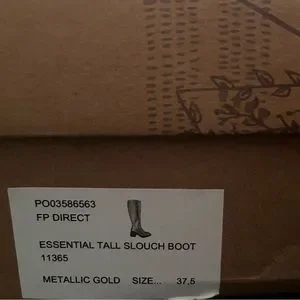 PO03586563
FP DIRECT
ESSENTIAL TALL SLOUCH BOOT
11365
METALLIC GOLD SIZE... 37,5